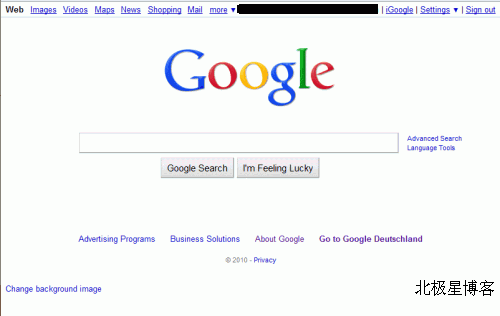 Web Images Videos Maps News Shopping Mail more ▼ | iGoogle | Settings ▼ | Sign out
Google
Advanced Search
Language Tools
Google Search I'm Feeling Lucky
Advertising Programs Business Solutions About Google Go to Google Deutschland
© 2010 - Privacy
Change background image
北极星博客